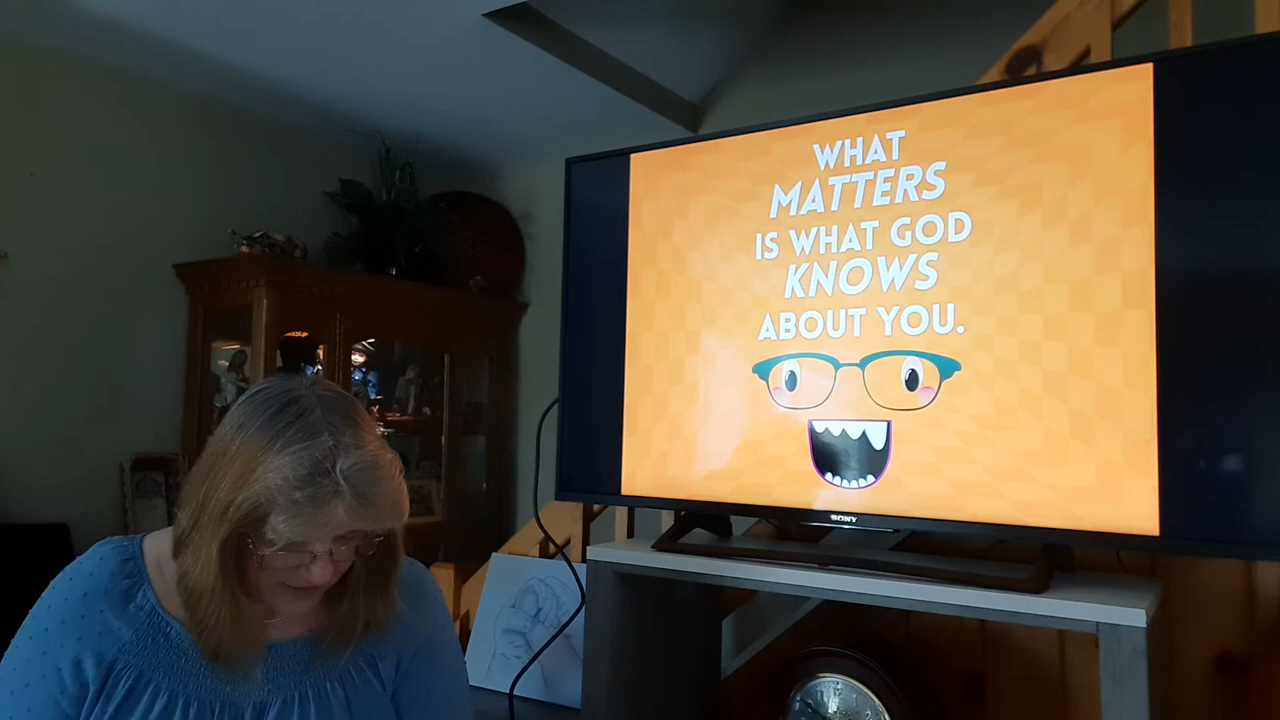 WHAT
MATTERS
IS WHAT GOD
KNOWS
ABOUT YOU.
SONY